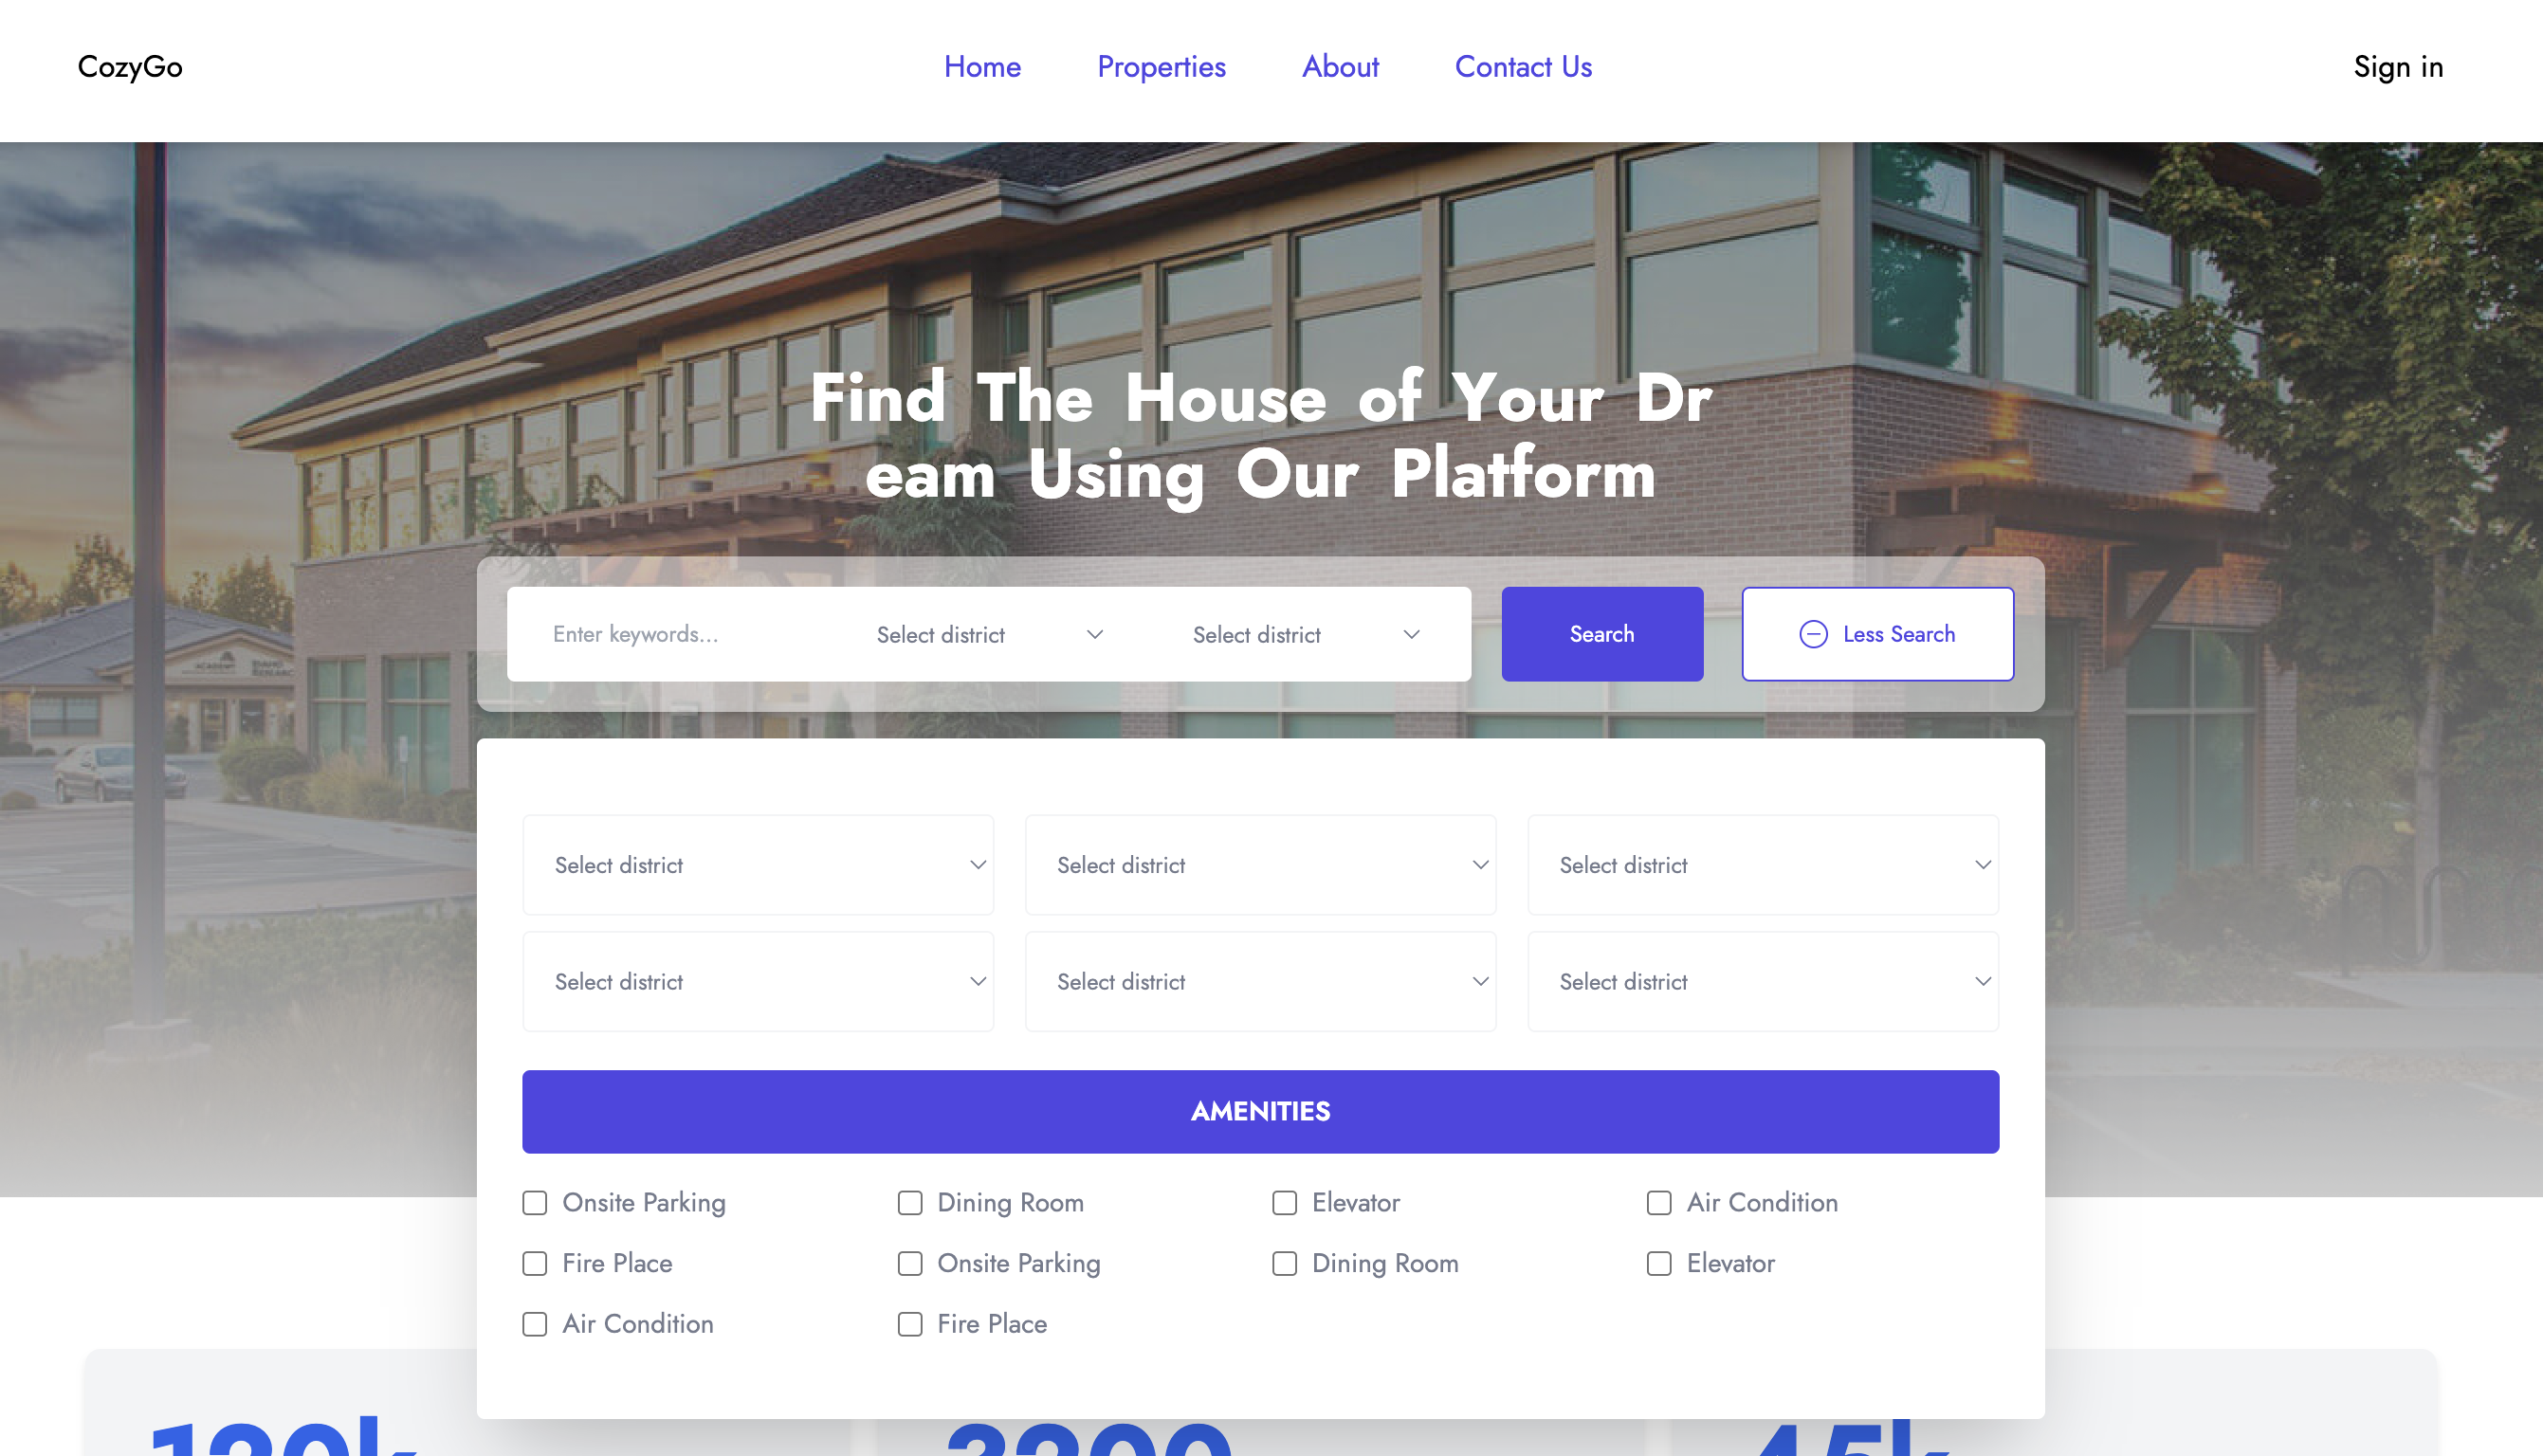 CozyGo
Home Properties About Contact Us
Sign in
Find The House of Your Dr
eam Using Our Platform
Enter keywords...
Select district
Select district
Search
Less Search
Select district
Select district
Select district
Select district
Select district
Select district
AMENITIES
Onsite Parking
Dining Room
Elevator
Air Condition
Fire Place
Onsite Parking
Dining Room
Elevator
Air Condition
Fire Place